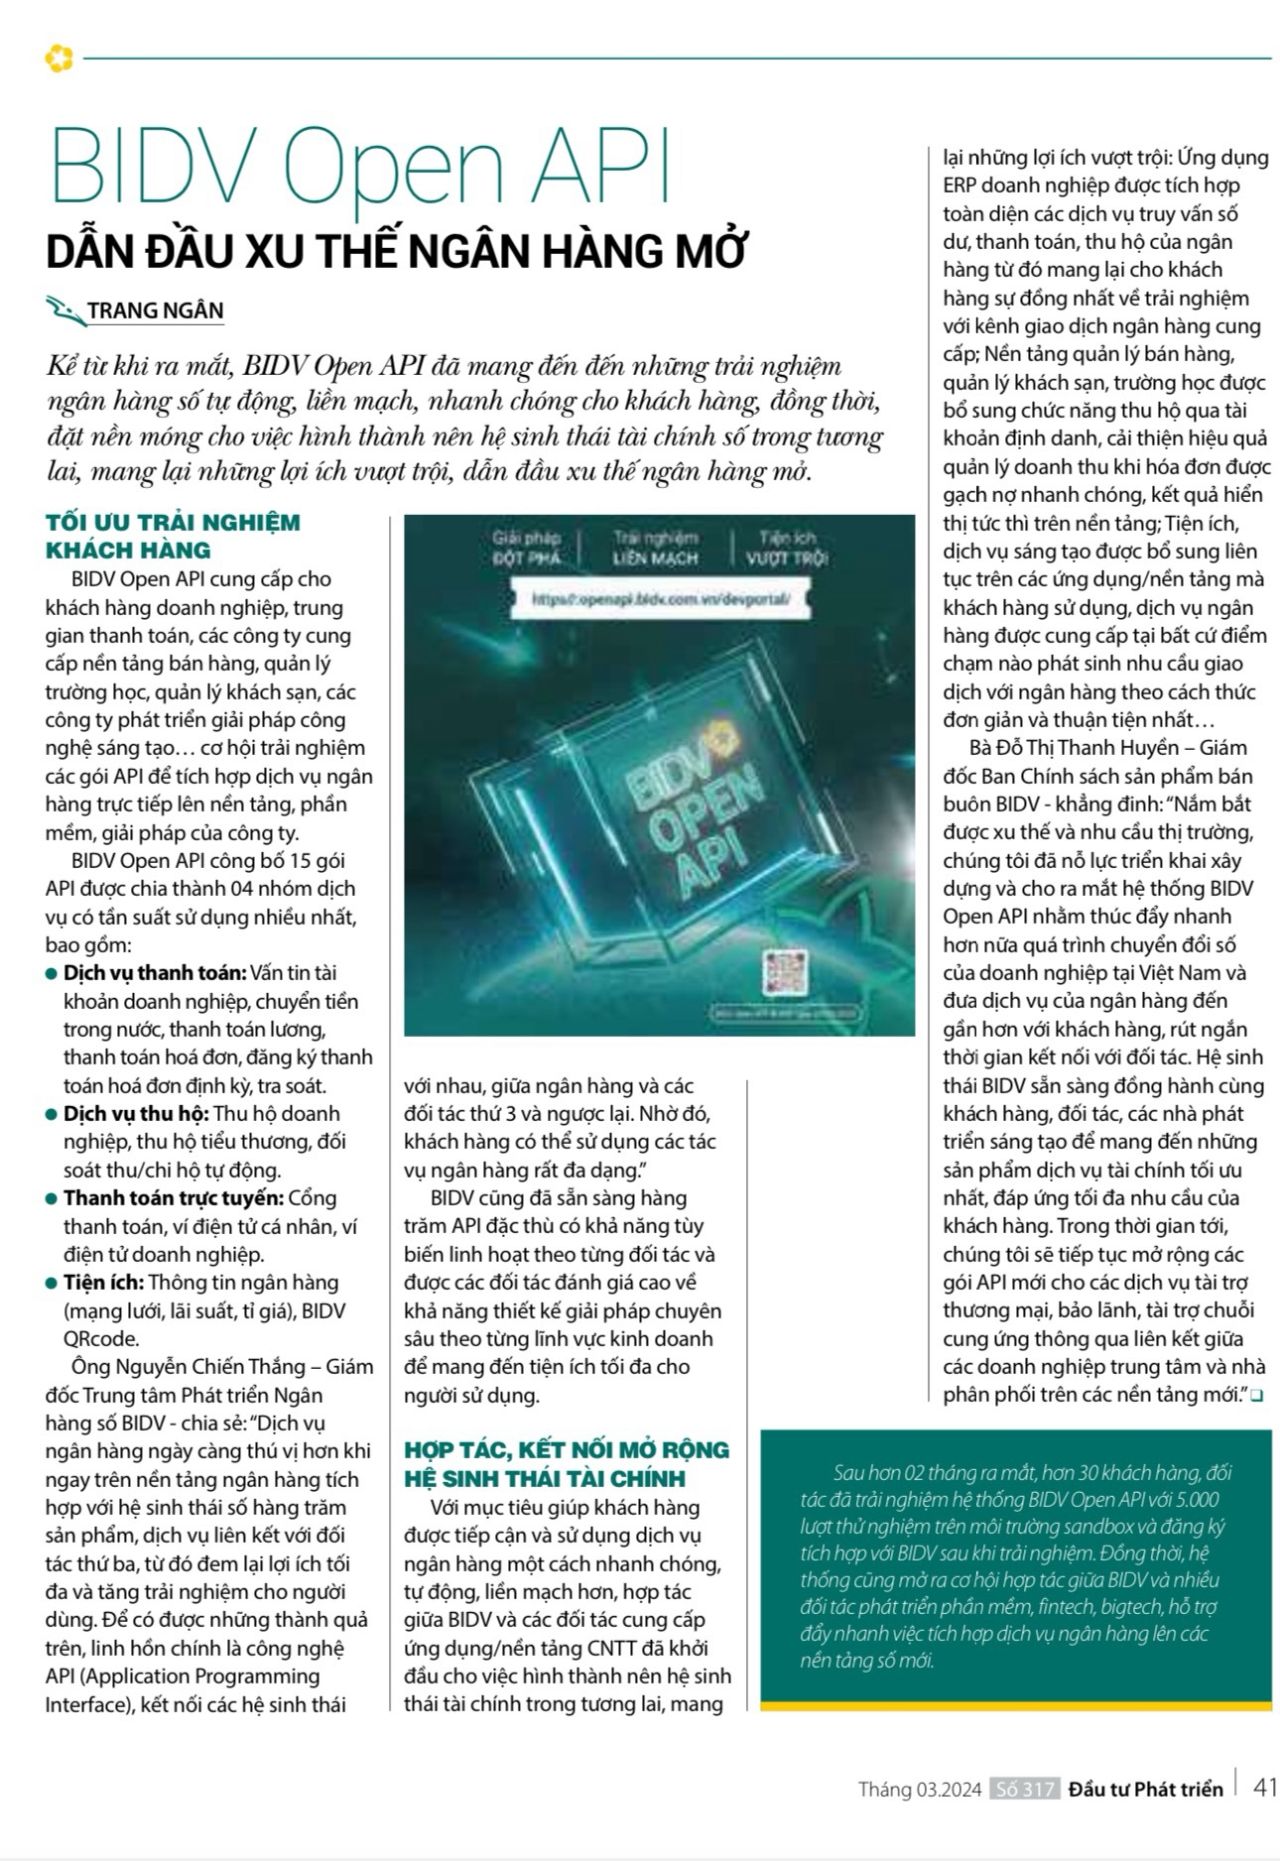 BIDV Open API
DẪN ĐẦU XU THẾ NGÂN HÀNG MỞ
TRANG NGÂN
Kể từ khi ra mắt, BIDV Open API đã mang đến đến những trải nghiệm
ngân hàng số tự động, liền mạch, nhanh chóng cho khách hàng, đồng thời,
đặt nền móng cho việc hình thành nên hệ sinh thái tài chính số trong tương
lai, mang lại những lợi ích vượt trội, dẫn đầu xu thế ngân hàng mở.
TỐI ƯU TRẢI NGHIỆM
KHÁCH HÀNG
BIDV Open API cung cấp cho
khách hàng doanh nghiệp, trung
gian thanh toán, các công ty cung
cấp nền tảng bán hàng, quản lý
trường học, quản lý khách sạn, các
công ty phát triển giải pháp công
nghệ sáng tạo… cơ hội trải nghiệm
các gói API để tích hợp dịch vụ ngân
hàng trực tiếp lên nền tảng, phần
mềm, giải pháp của công ty.
BIDV Open API công bố 15 gói
API được chia thành 04 nhóm dịch
vụ có tần suất sử dụng nhiều nhất,
bao gồm:
● Dịch vụ thanh toán: Vấn tin tài
khoản doanh nghiệp, chuyển tiền
trong nước, thanh toán lương,
thanh toán hoá đơn, đăng ký thanh
toán hoá đơn định kỳ, tra soát.
● Dịch vụ thu hộ: Thu hộ doanh
nghiệp, thu hộ tiểu thương, đối
soát thu/chi hộ tự động.
● Thanh toán trực tuyến: Cổng
thanh toán, ví điện tử cá nhân, ví
điện tử doanh nghiệp.
● Tiện ích: Thông tin ngân hàng
(mạng lưới, lãi suất, tỉ giá), BIDV
QRcode.
Ông Nguyễn Chiến Thắng – Giám
đốc Trung tâm Phát triển Ngân
hàng số BIDV - chia sẻ: “Dịch vụ
ngân hàng ngày càng thú vị hơn khi
ngay trên nền tảng ngân hàng tích
hợp với hệ sinh thái số hàng trăm
sản phẩm, dịch vụ liên kết với đối
tác thứ ba, từ đó đem lại lợi ích tối
đa và tăng trải nghiệm cho người
dùng. Để có được những thành quả
trên, linh hồn chính là công nghệ
API (Application Programming
Interface), kết nối các hệ sinh thái
Giải pháp
ĐỘT PHÁ
Trải nghiệm
LIỀN MẠCH
Tiện ích
VƯỢT TRỘI
https://openapi.bidv.com.vn/devportal/
BIDV
OPEN
API
với nhau, giữa ngân hàng và các
đối tác thứ 3 và ngược lại. Nhờ đó,
khách hàng có thể sử dụng các tác
vụ ngân hàng rất đa dạng.”
BIDV cũng đã sẵn sàng hàng
trăm API đặc thù có khả năng tùy
biến linh hoạt theo từng đối tác và
được các đối tác đánh giá cao về
khả năng thiết kế giải pháp chuyên
sâu theo từng lĩnh vực kinh doanh
để mang đến tiện ích tối đa cho
người sử dụng.
HỢP TÁC, KẾT NỐI MỞ RỘNG
HỆ SINH THÁI TÀI CHÍNH
Với mục tiêu giúp khách hàng
được tiếp cận và sử dụng dịch vụ
ngân hàng một cách nhanh chóng,
tự động, liền mạch hơn, hợp tác
giữa BIDV và các đối tác cung cấp
ứng dụng/nền tảng CNTT đã khởi
đầu cho việc hình thành nên hệ sinh
thái tài chính trong tương lai, mang
lại những lợi ích vượt trội: Ứng dụng
ERP doanh nghiệp được tích hợp
toàn diện các dịch vụ truy vấn số
dư, thanh toán, thu hộ của ngân
hàng từ đó mang lại cho khách
hàng sự đồng nhất về trải nghiệm
với kênh giao dịch ngân hàng cung
cấp; Nền tảng quản lý bán hàng,
quản lý khách sạn, trường học được
bổ sung chức năng thu hộ qua tài
khoản định danh, cải thiện hiệu quả
quản lý doanh thu khi hóa đơn được
gạch nợ nhanh chóng, kết quả hiển
thị tức thì trên nền tảng; Tiện ích,
dịch vụ sáng tạo được bổ sung liên
tục trên các ứng dụng/nền tảng mà
khách hàng sử dụng, dịch vụ ngân
hàng được cung cấp tại bất cứ điểm
chạm nào phát sinh nhu cầu giao
dịch với ngân hàng theo cách thức
đơn giản và thuận tiện nhất…
Bà Đỗ Thị Thanh Huyền – Giám
đốc Ban Chính sách sản phẩm bán
buôn BIDV - khẳng đinh: “Nắm bắt
được xu thế và nhu cầu thị trường,
chúng tôi đã nỗ lực triển khai xây
dựng và cho ra mắt hệ thống BIDV
Open API nhằm thúc đẩy nhanh
hơn nữa quá trình chuyển đổi số
của doanh nghiệp tại Việt Nam và
đưa dịch vụ của ngân hàng đến
gần hơn với khách hàng, rút ngắn
thời gian kết nối với đối tác. Hệ sinh
thái BIDV sẵn sàng đồng hành cùng
khách hàng, đối tác, các nhà phát
triển sáng tạo để mang đến những
sản phẩm dịch vụ tài chính tối ưu
nhất, đáp ứng tối đa nhu cầu của
khách hàng. Trong thời gian tới,
chúng tôi sẽ tiếp tục mở rộng các
gói API mới cho các dịch vụ tài trợ
thương mại, bảo lãnh, tài trợ chuỗi
cung ứng thông qua liên kết giữa
các doanh nghiệp trung tâm và nhà
phân phối trên các nền tảng mới.”❑
Sau hơn 02 tháng ra mắt, hơn 30 khách hàng, đối
tác đã trải nghiệm hệ thống BIDV Open API với 5.000
lượt thử nghiệm trên môi trường sandbox và đăng ký
tích hợp với BIDV sau khi trải nghiệm. Đồng thời, hệ
thống cũng mở ra cơ hội hợp tác giữa BIDV và nhiều
đối tác phát triển phần mềm, fintech, bigtech, hỗ trợ
đẩy nhanh việc tích hợp dịch vụ ngân hàng lên các
nền tảng số mới.
Tháng 03.2024 Số 317 Đầu tư Phát triển 41